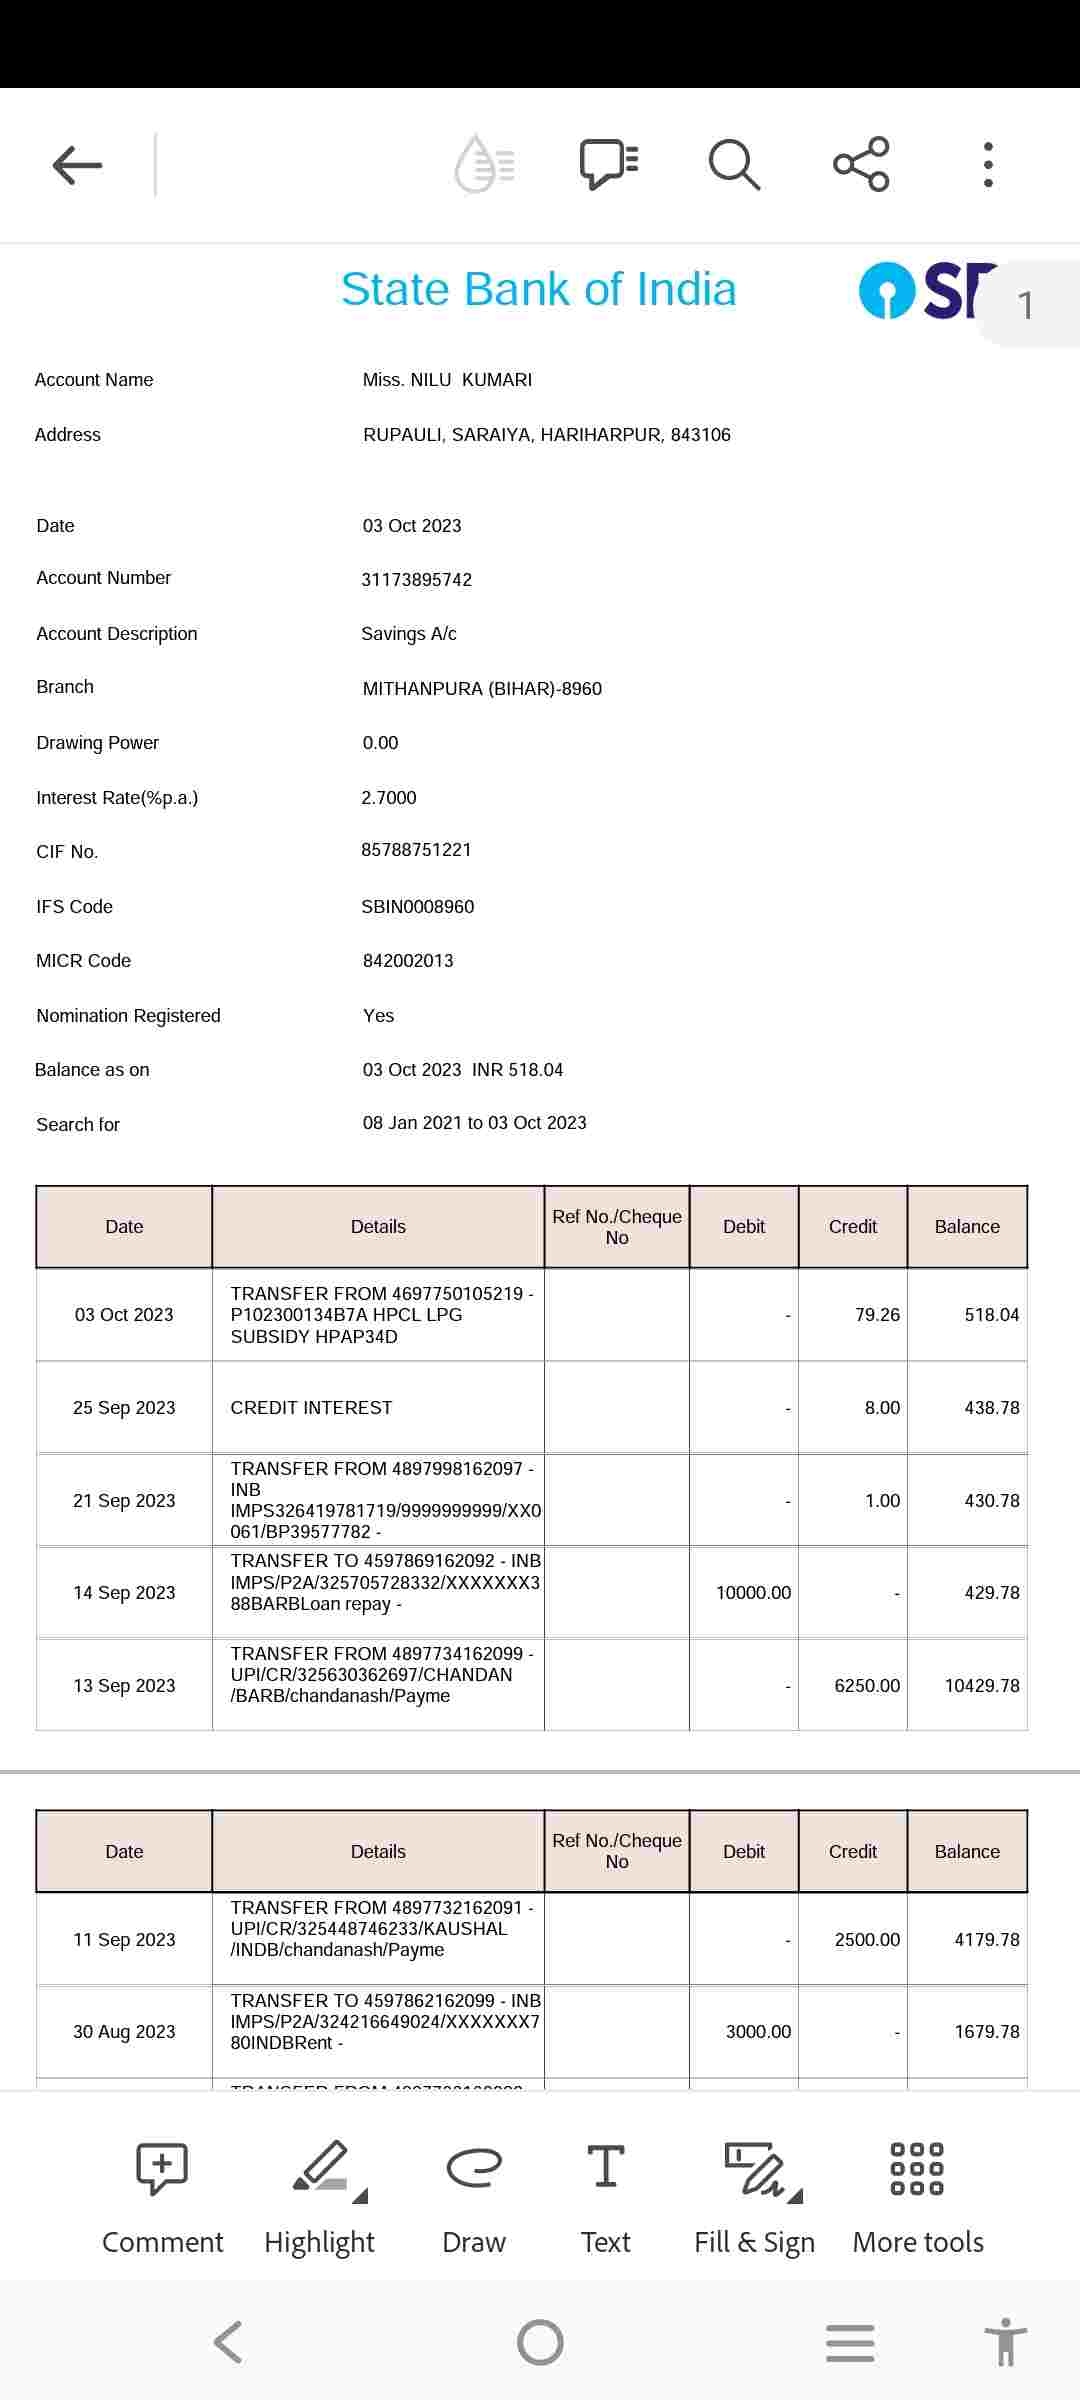 State Bank of India
1
Account Name Miss. NILU KUMARI
Address RUPAULI, SARAIYA, HARIHARPUR, 843106
Date 03 Oct 2023
Account Number 31173895742
Account Description Savings A/c
Branch MITHANPURA (BIHAR)-8960
Drawing Power 0.00
Interest Rate(%p.a.) 2.7000
CIF No. 85788751221
IFS Code SBIN0008960
MICR Code 842002013
Nomination Registered Yes
Balance as on 03 Oct 2023 INR 518.04
Search for 08 Jan 2021 to 03 Oct 2023
Date Details Ref No./Cheque No Debit Credit Balance
03 Oct 2023 TRANSFER FROM 4697750105219 -
P102300134B7A HPCL LPG
SUBSIDY HPAP34D
- 79.26 518.04
25 Sep 2023 CREDIT INTEREST - 8.00 438.78
21 Sep 2023 TRANSFER FROM 4897998162097 -
INB
IMPS326419781719/9999999999/XX0
061/BP39577782 -
- 1.00 430.78
14 Sep 2023 TRANSFER TO 4597869162092 - INB
IMPS/P2A/325705728332/XXXXXXX3
88BARBLoan repay -
10000.00 - 429.78
13 Sep 2023 TRANSFER FROM 4897734162099 -
UPI/CR/325630362697/CHANDAN
/BARB/chandanash/Payme
- 6250.00 10429.78
Date Details Ref No./Cheque No Debit Credit Balance
11 Sep 2023 TRANSFER FROM 4897732162091 -
UPI/CR/325448746233/KAUSHAL
/INDB/chandanash/Payme
- 2500.00 4179.78
30 Aug 2023 TRANSFER TO 4597862162099 - INB
IMPS/P2A/324216649024/XXXXXXX7
80INDBRent -
3000.00 - 1679.78
Comment Highlight Draw Text Fill & Sign More tools